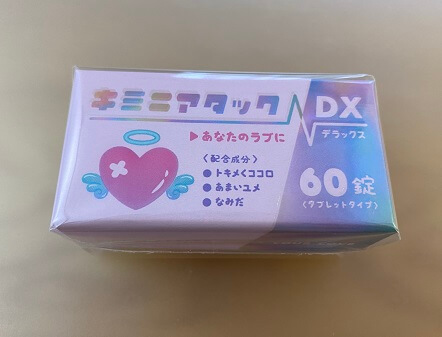 キミニアタック DX
デラックス
▶あなたのラブに
〈配合成分〉
●トキメくココロ
●あまいユメ
●なみだ
60錠
(タブレットタイプ)